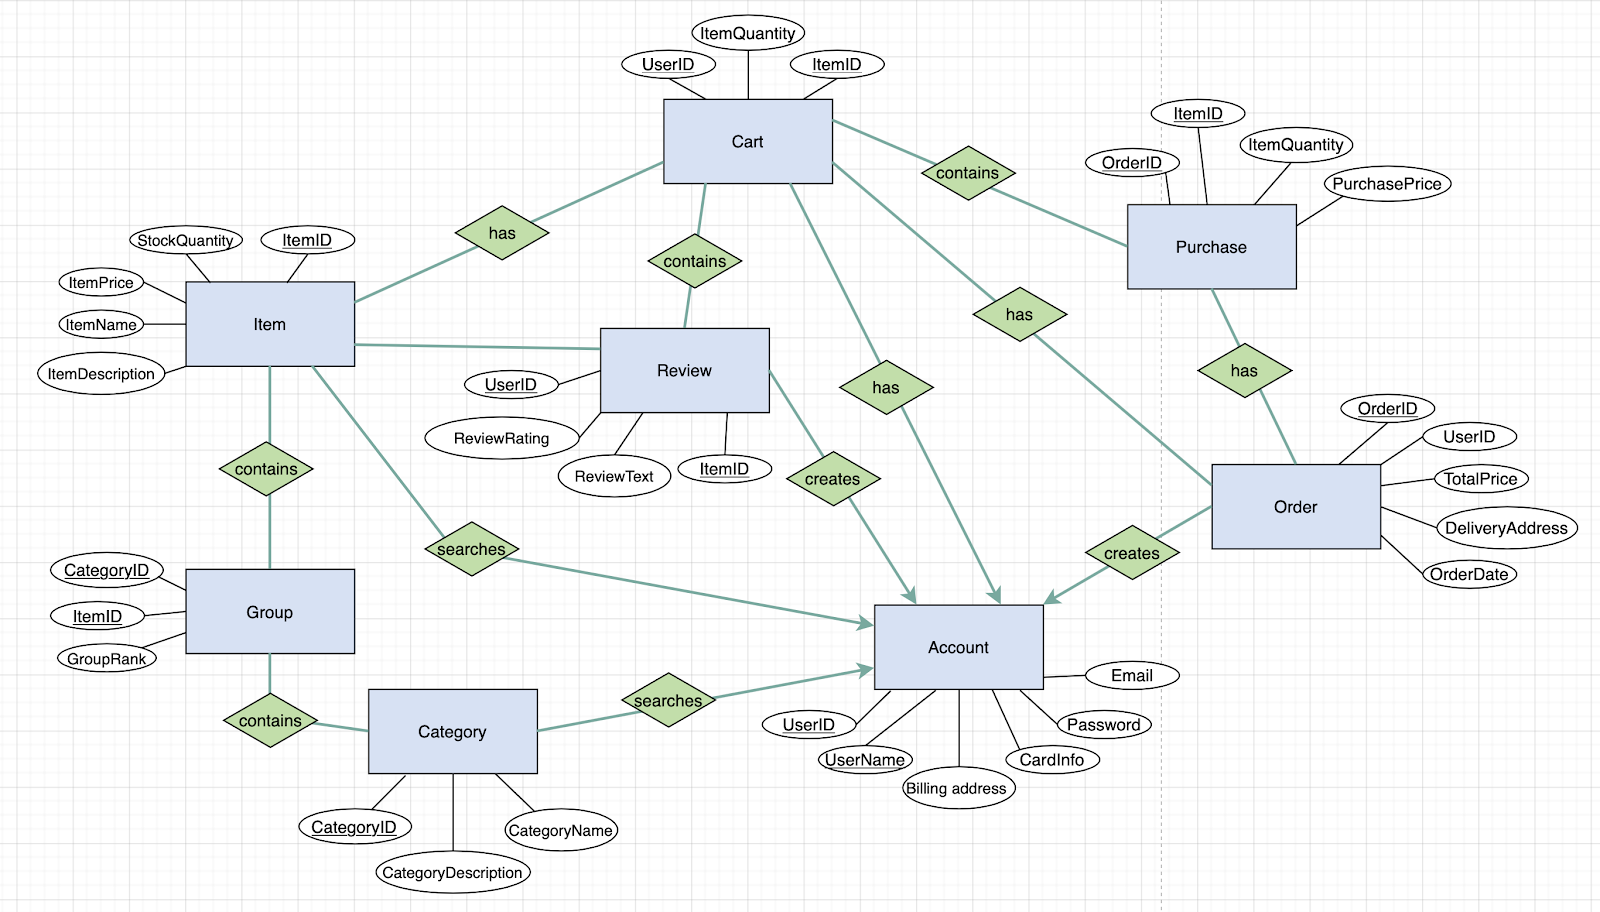 ItemQuantity
UserID
ItemID
Cart
contains
ItemID
ItemQuantity
OrderID
PurchasePrice
Purchase
has
StockQuantity
ItemID
ItemPrice
ItemName
ItemDescription
Item
contains
has
has
Review
UserID
ReviewRating
ReviewText
ItemID
has
has
creates
OrderID
UserID
TotalPrice
DeliveryAddress
OrderDate
Order
contains
searches
creates
CategoryID
ItemID
GroupRank
Group
Account
Email
Password
CardInfo
Billing address
UserName
UserID
searches
contains
Category
CategoryID
CategoryDescription
CategoryName